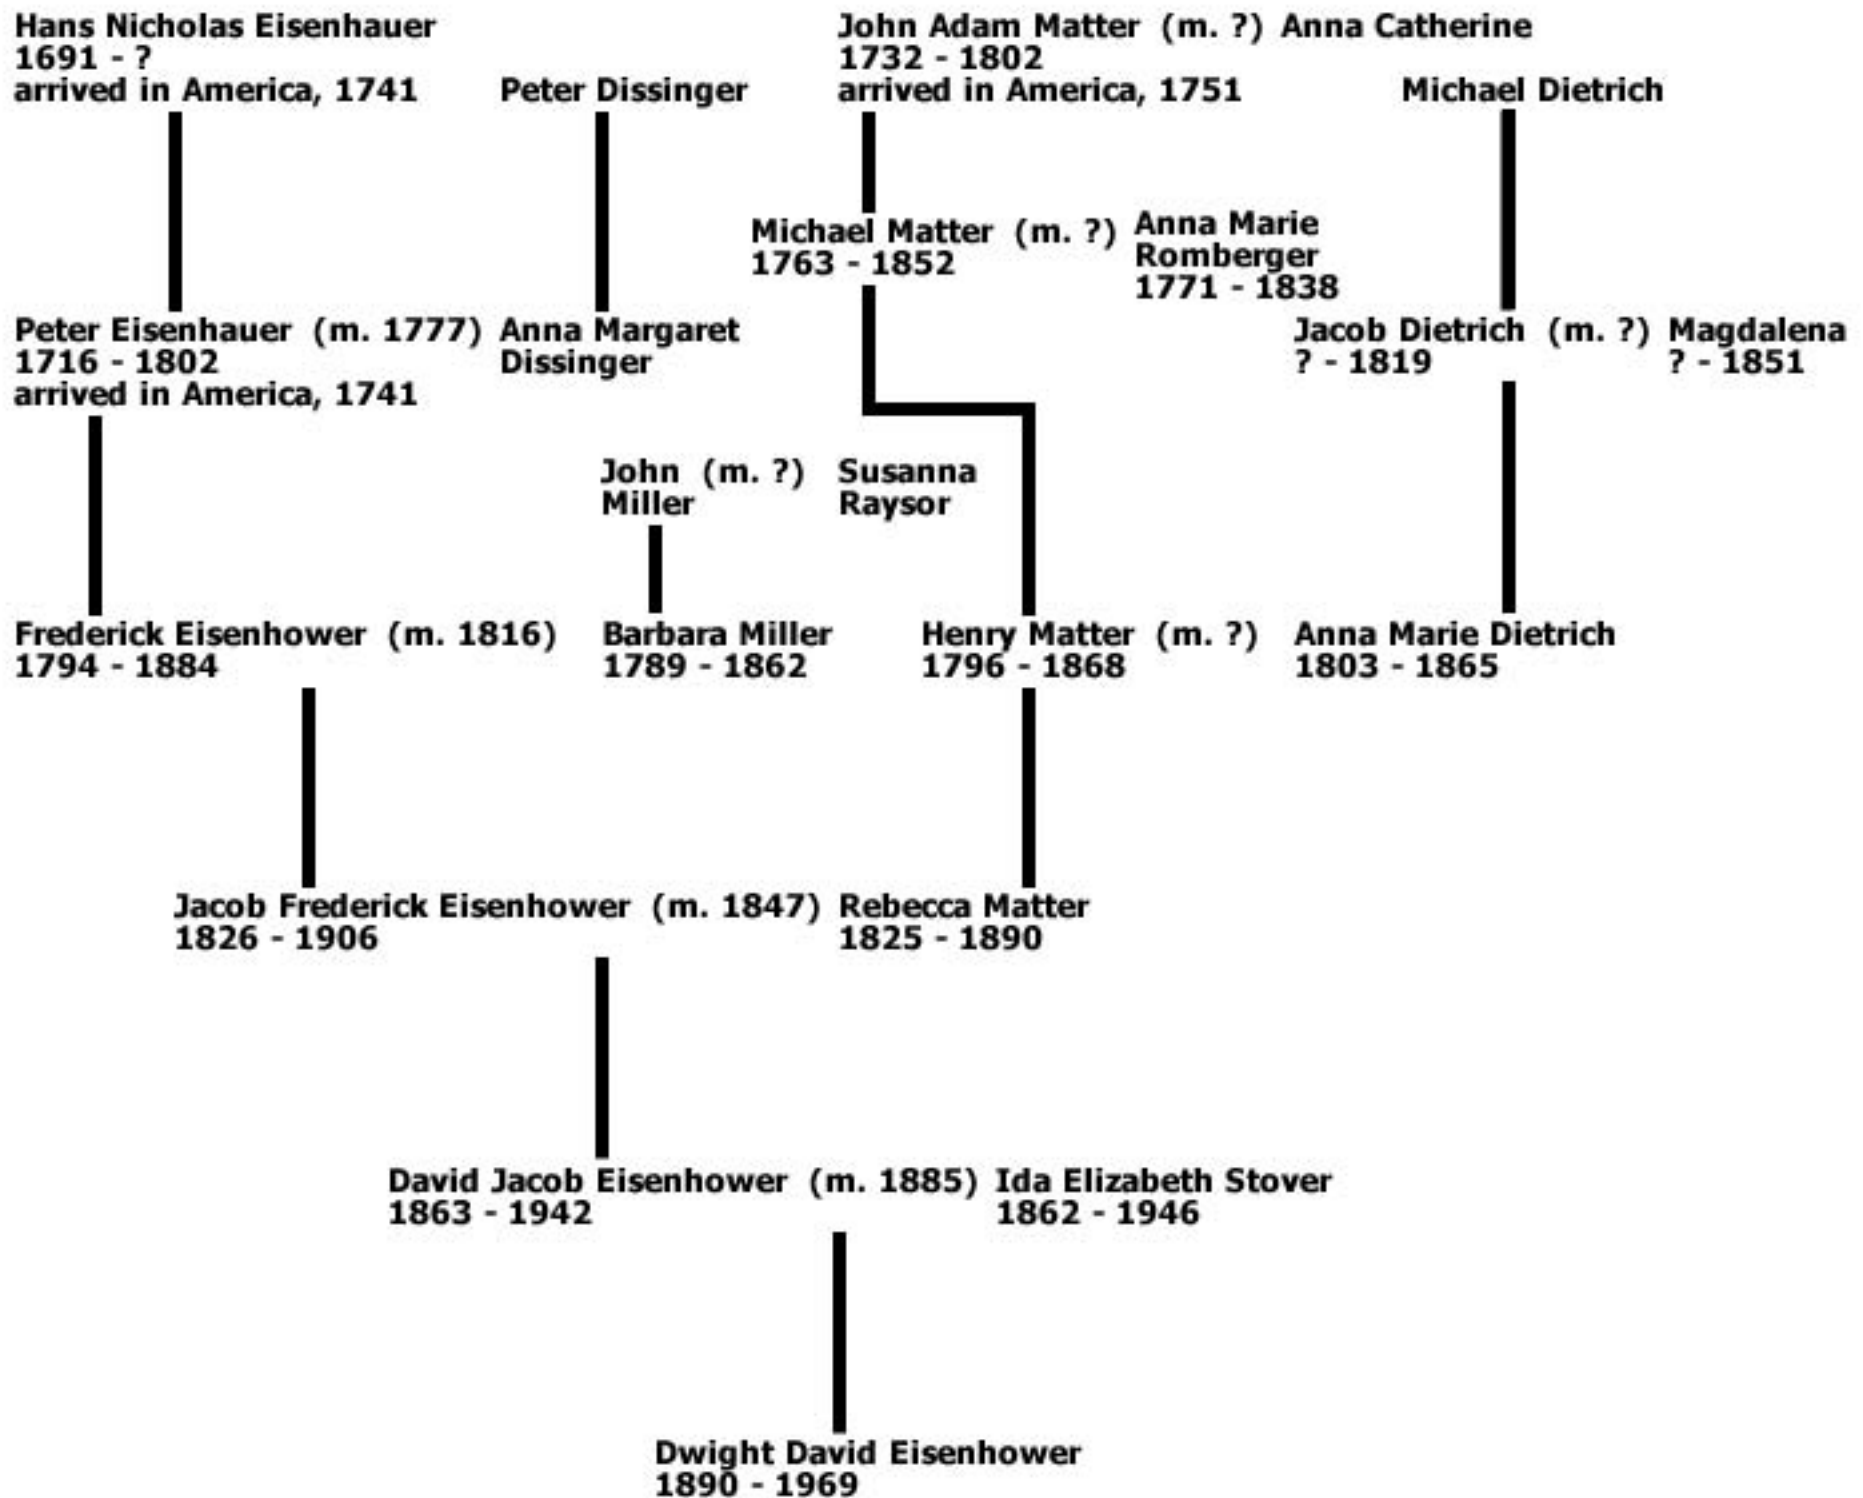 Hans Nicholas Eisenhauer
1691 - ?
arrived in America, 1741
Peter Dissinger
John Adam Matter (m. ?) Anna Catherine
1732 - 1802
arrived in America, 1751
Michael Dietrich
Michael Matter (m. ?)
1763 - 1852
Anna Marie
Romberger
1771 - 1838
Peter Eisenhauer (m. 1777)
1716 - 1802
arrived in America, 1741
Anna Margaret
Dissinger
Jacob Dietrich (m. ?)
? - 1819
Magdalena
? - 1851
John (m. ?)
Miller
Susanna
Raysor
Frederick Eisenhower (m. 1816)
1794 - 1884
Barbara Miller
1789 - 1862
Henry Matter (m. ?)
1796 - 1868
Anna Marie Dietrich
1803 - 1865
Jacob Frederick Eisenhower (m. 1847)
1826 - 1906
Rebecca Matter
1825 - 1890
David Jacob Eisenhower (m. 1885)
1863 - 1942
Ida Elizabeth Stover
1862 - 1946
Dwight David Eisenhower
1890 - 1969